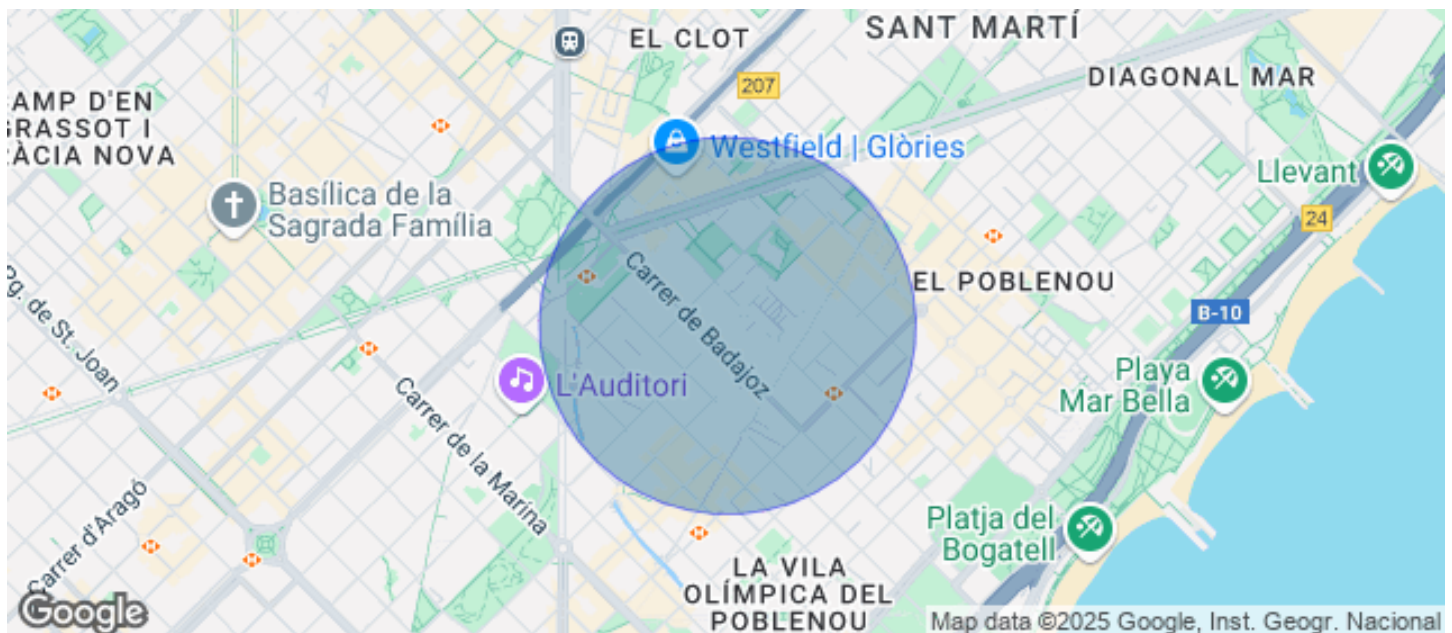 SANT MARTÍ
EL CLOT
207
DIAGONAL MAR
AMP D'EN
GRASSOT I
RÀCIA NOVA
Westfield | Glòries
Llevant
Basílica de la
Sagrada Família
24
Carrer de Badajoz
EL POBLENOU
B-10
Pg. de St. Joan
L'Auditori
Playa
Mar Bella
Carrer de la Marina
Carrer d'Aragó
Platja del
Bogatell
LA VILA
OLÍMPICA DEL
POBLENOU
Google
Map data ©2025 Google, Inst. Geogr. Nacional